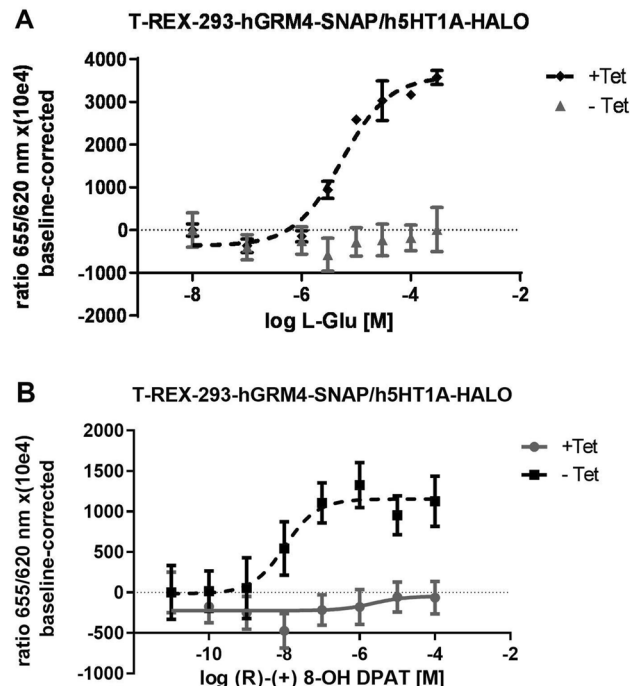 A
T-REX-293-hGRM4-SNAP/h5HT1A-HALO
ratio 655/620 nm x(10e4)
baseline-corrected
4000
3000
2000
1000
0
-1000
-2000
-8
-6
-4
-2
log L-Glu [M]
+Tet
- Tet
B
T-REX-293-hGRM4-SNAP/h5HT1A-HALO
ratio 655/620 nm x(10e4)
baseline-corrected
2000
1500
1000
500
0
-500
-1000
-10
-8
-6
-4
-2
log (R)-(+) 8-OH DPAT [M]
+Tet
- Tet